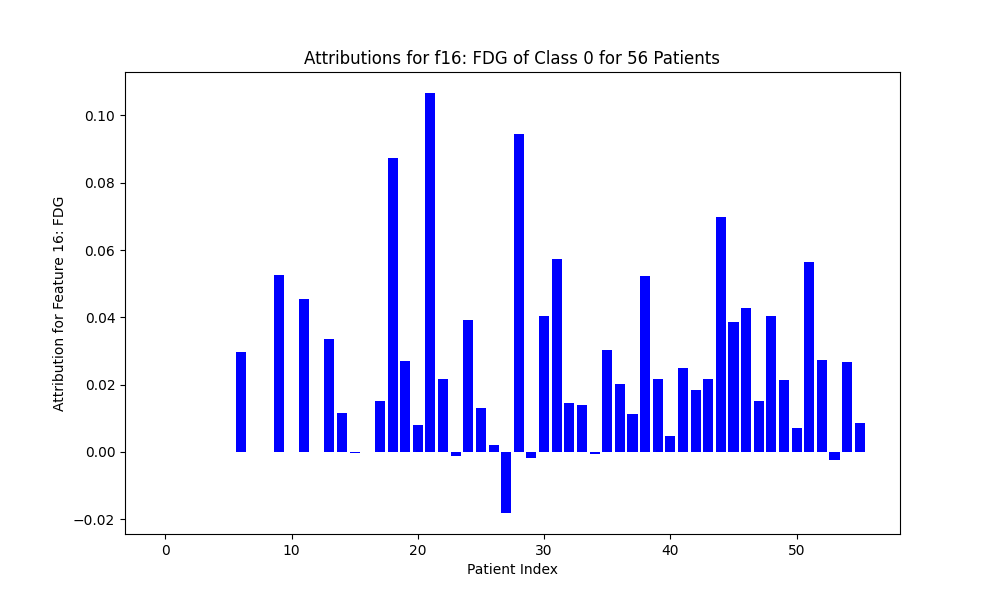 Attributions for f16: FDG of Class 0 for 56 Patients
0.10
0.08
0.06
0.04
0.02
0.00
−0.02
Attribution for Feature 16: FDG
0 10 20 30 40 50
Patient Index